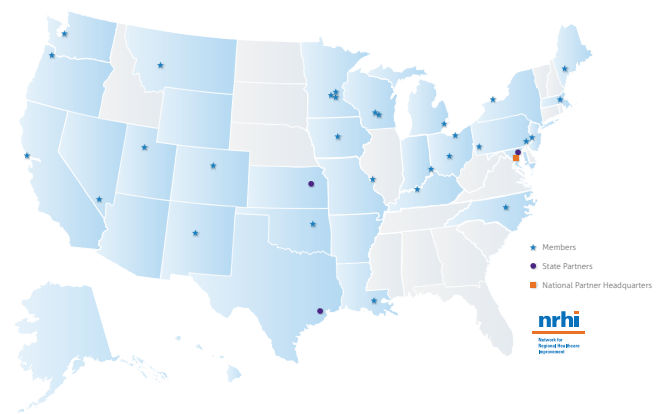 Members
State Partners
National Partner Headquarters
nrhi
Network for
Regional Healthcare
Improvement